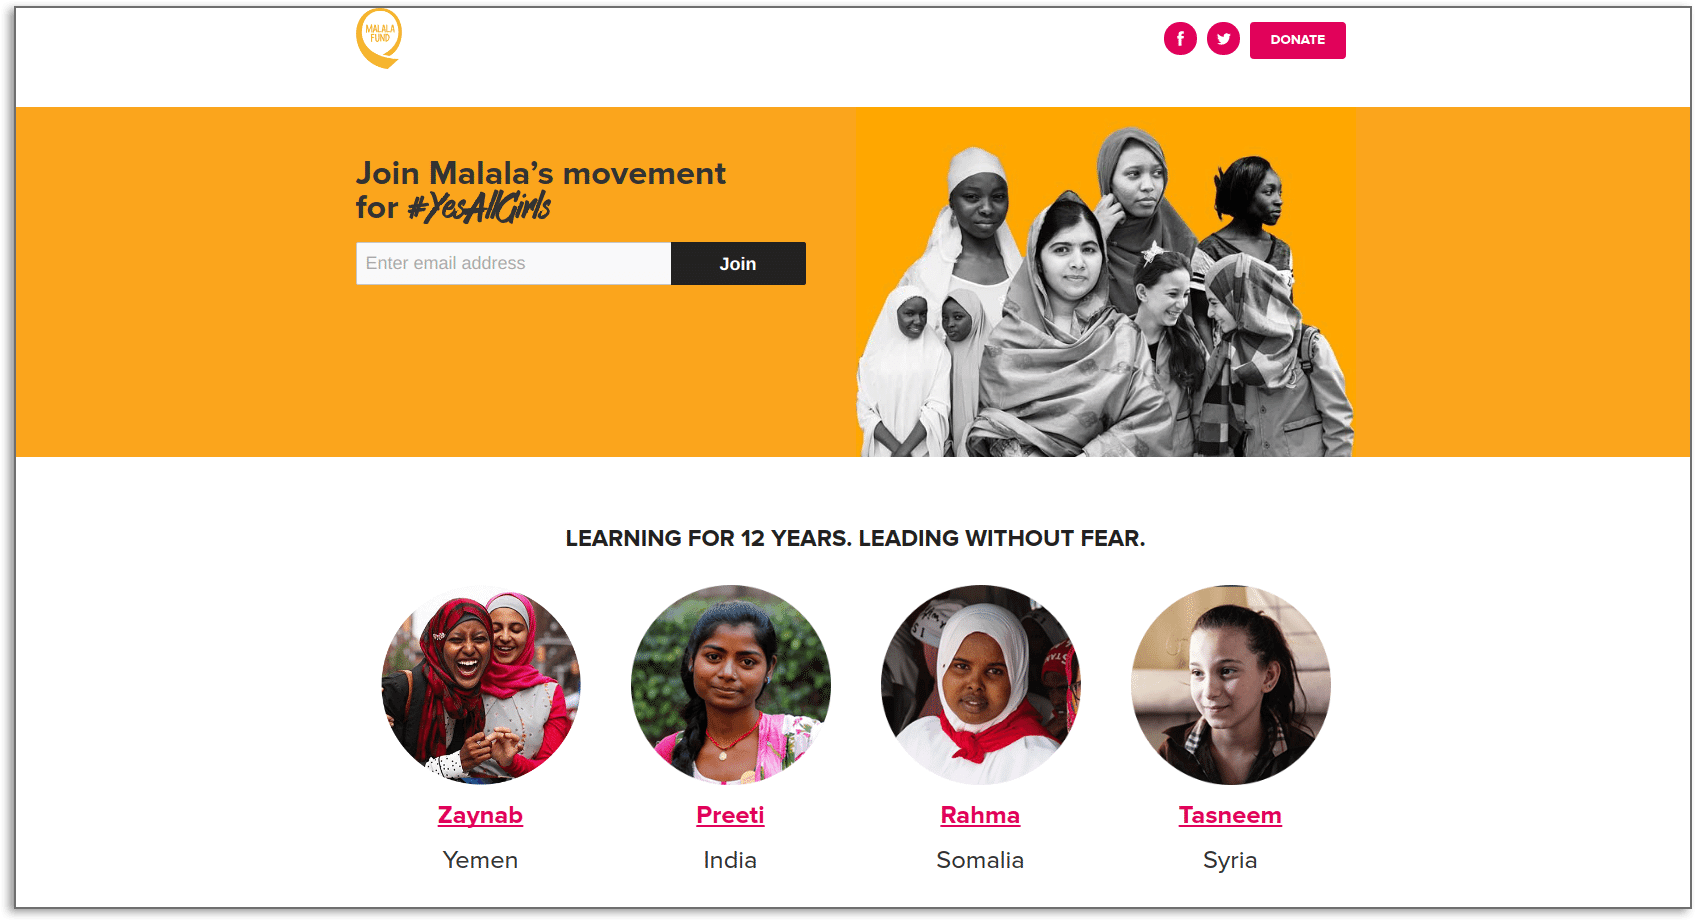 MALALA
FUND
DONATE
Join Malala’s movement
for #YesAllGirls
Enter email address
Join
LEARNING FOR 12 YEARS. LEADING WITHOUT FEAR.
Zaynab
Preeti
Rahma
Tasneem
Yemen
India
Somalia
Syria